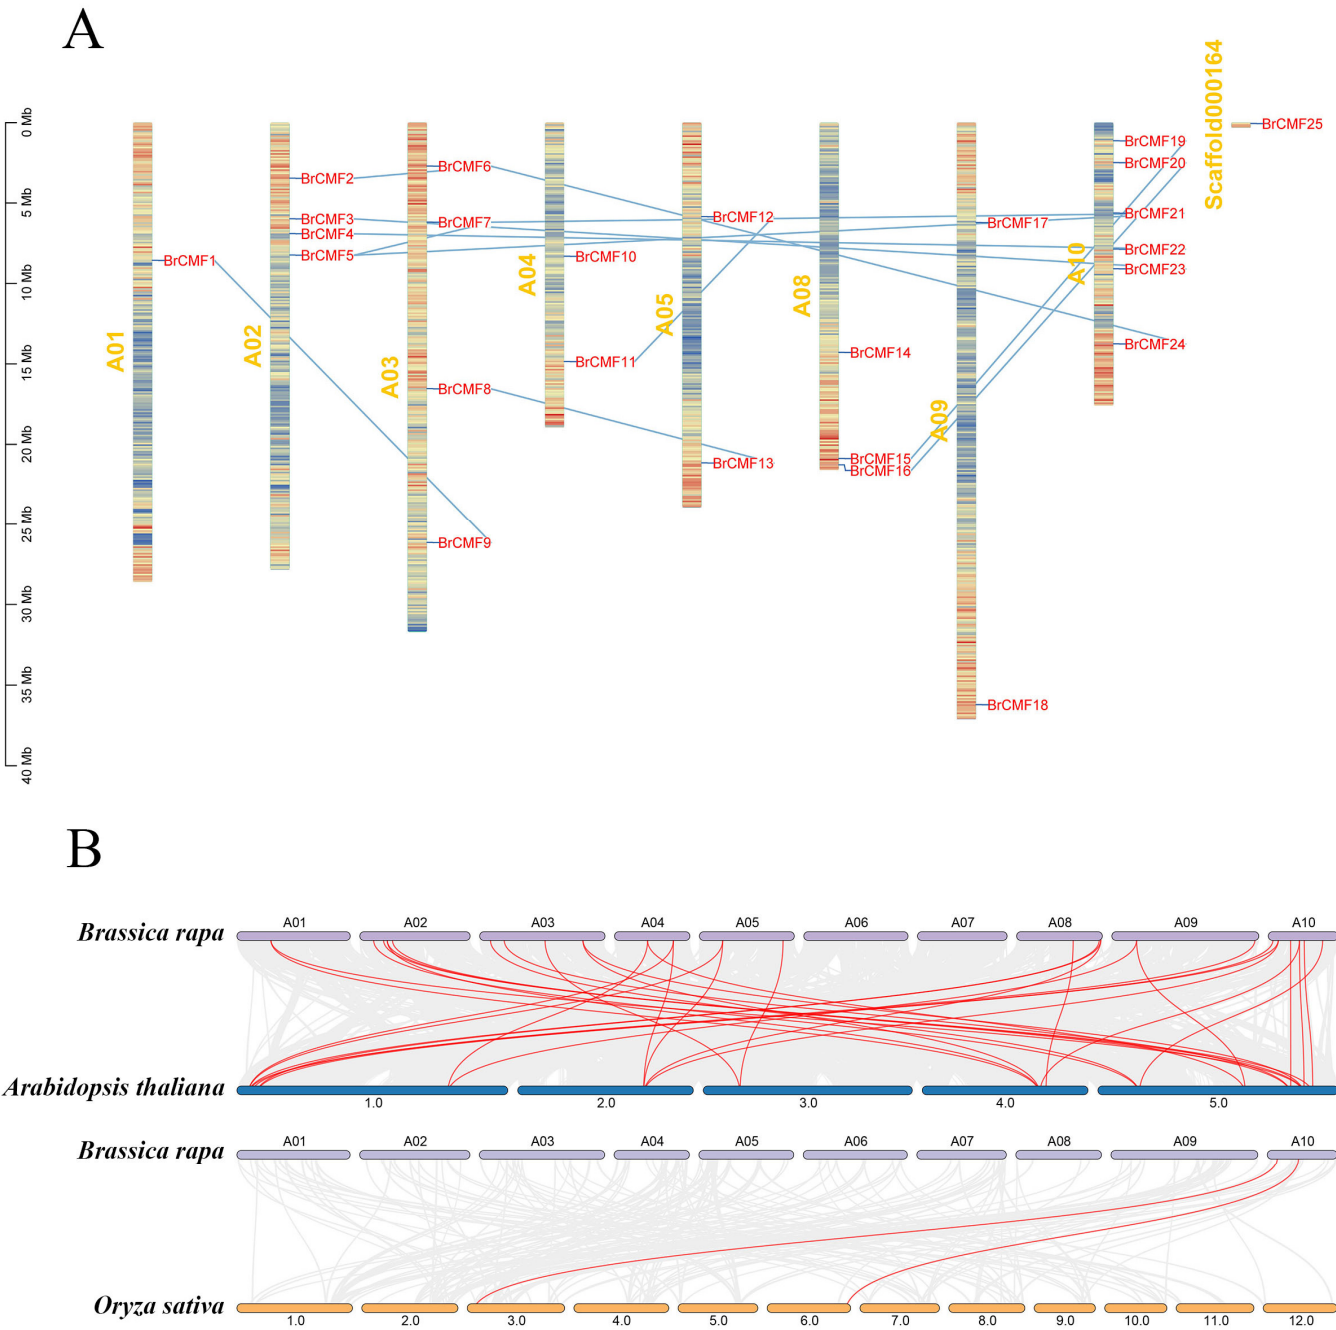 A
0 Mb
5 Mb
10 Mb
15 Mb
20 Mb
25 Mb
30 Mb
35 Mb
40 Mb
A01
BrCMF1
A02
BrCMF2
BrCMF3
BrCMF4
BrCMF5
A03
BrCMF6
BrCMF7
BrCMF8
BrCMF9
A04
BrCMF10
BrCMF11
A05
BrCMF12
BrCMF13
A08
BrCMF14
BrCMF15
BrCMF16
A09
BrCMF17
BrCMF18
A10
BrCMF19
BrCMF20
BrCMF21
BrCMF22
BrCMF23
BrCMF24
Scaffold000164
BrCMF25
B
A01 A02 A03 A04 A05 A06 A07 A08 A09 A10
Brassica rapa
Arabidopsis thaliana
1.0 2.0 3.0 4.0 5.0
A01 A02 A03 A04 A05 A06 A07 A08 A09 A10
Brassica rapa
Oryza sativa
1.0 2.0 3.0 4.0 5.0 6.0 7.0 8.0 9.0 10.0 11.0 12.0